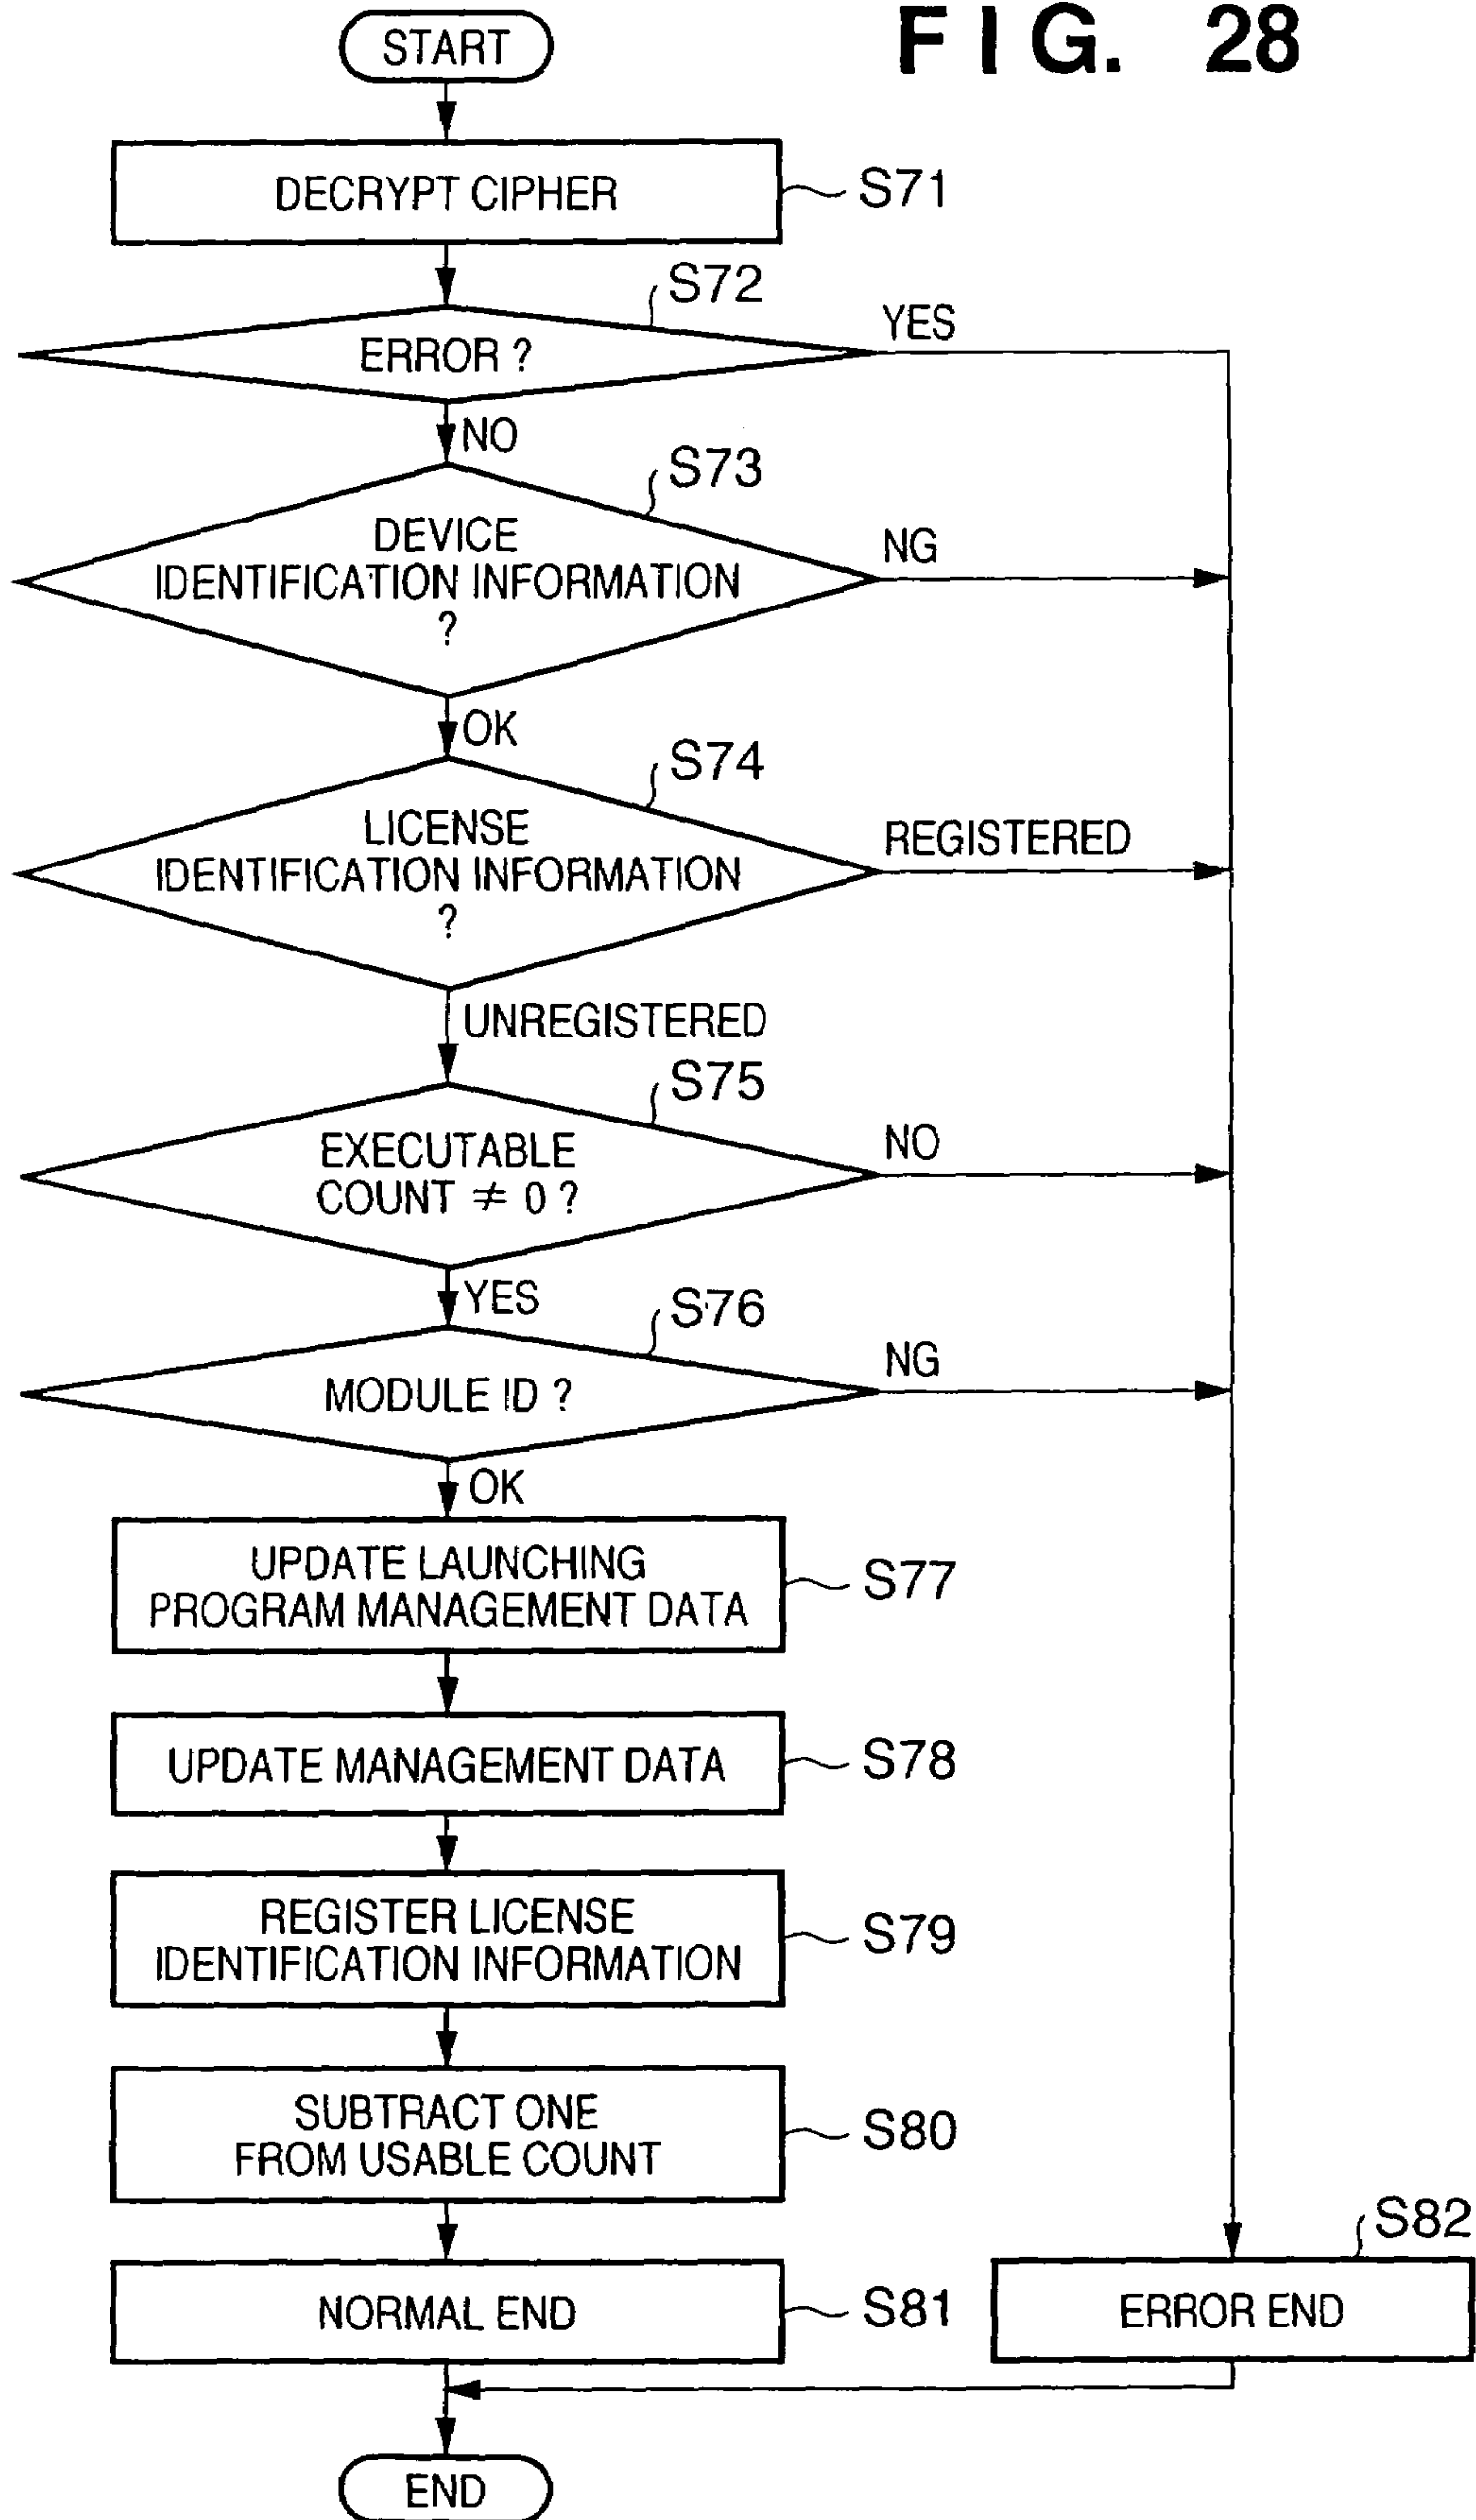 FIG. 28
START
DECRYPT CIPHER
S71
S72
ERROR ?
YES
NO
S73
DEVICE
IDENTIFICATION INFORMATION
?
NG
OK
S74
LICENSE
IDENTIFICATION INFORMATION
?
REGISTERED
UNREGISTERED
S75
EXECUTABLE
COUNT ≠ 0 ?
NO
YES
S76
MODULE ID ?
NG
OK
UPDATE LAUNCHING
PROGRAM MANAGEMENT DATA
S77
UPDATE MANAGEMENT DATA
S78
REGISTER LICENSE
IDENTIFICATION INFORMATION
S79
SUBTRACT ONE
FROM USABLE COUNT
S80
NORMAL END
S81
S82
ERROR END
END